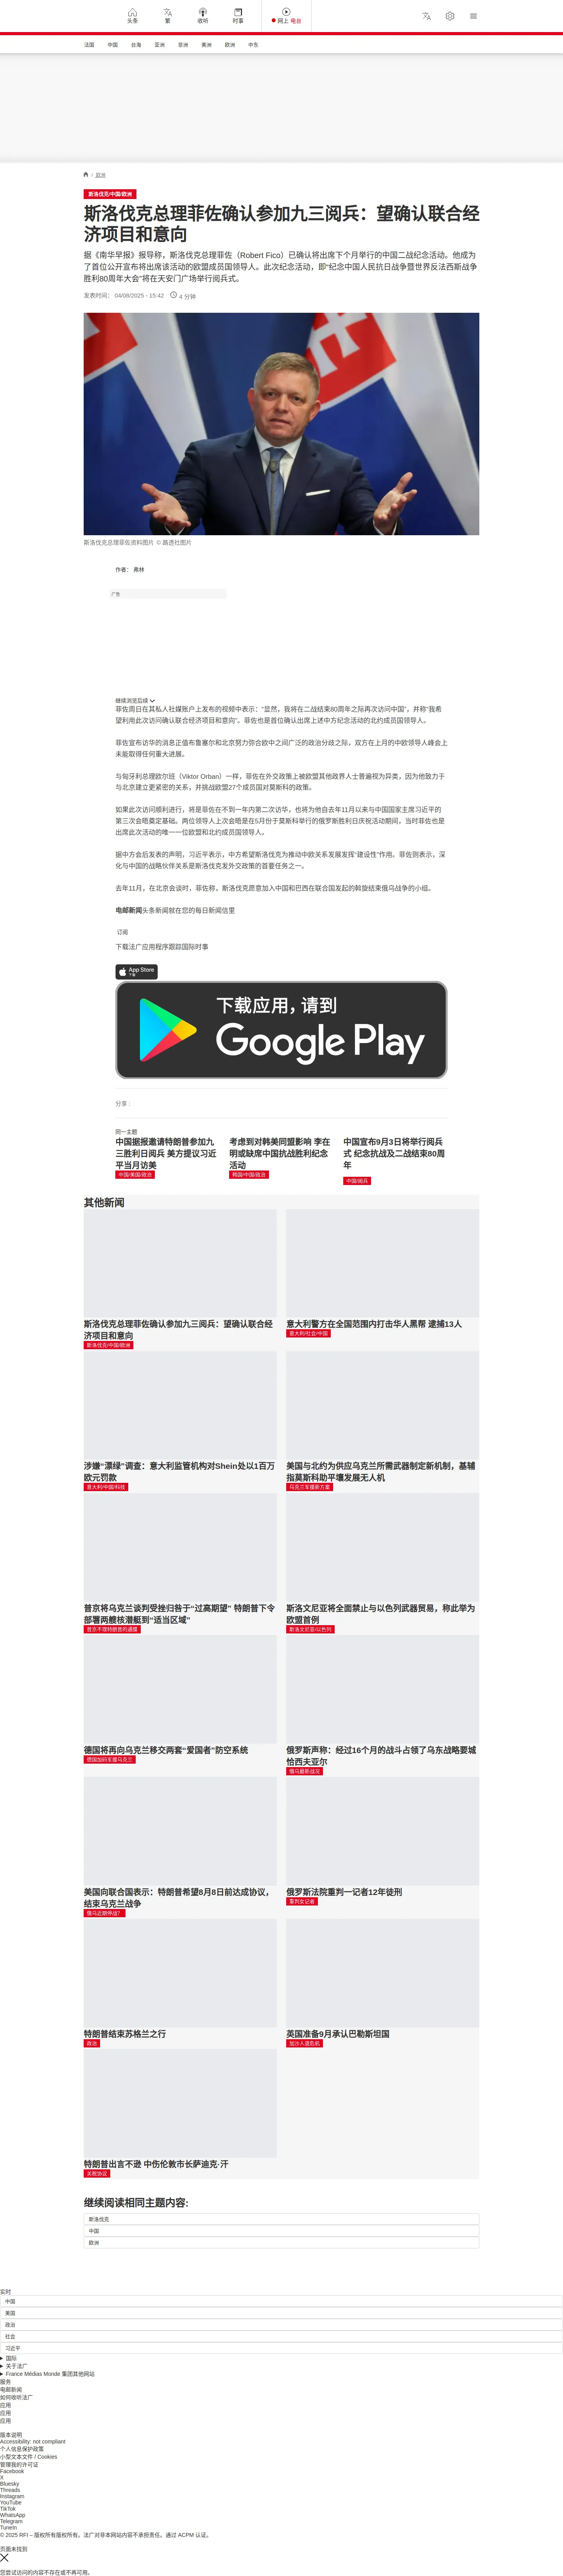 头条
繁
收听
时事
网上 电台
法国
中国
台海
亚洲
非洲
美洲
欧洲
中东
/ 欧洲
斯洛伐克/中国/欧洲
斯洛伐克总理菲佐确认参加九三阅兵：望确认联合经
济项目和意向
据《南华早报》报导称，斯洛伐克总理菲佐（Robert Fico）已确认将出席下个月举行的中国二战纪念活动。他成为
了首位公开宣布将出席该活动的欧盟成员国领导人。此次纪念活动，即“纪念中国人民抗日战争暨世界反法西斯战争
胜利80周年大会”将在天安门广场举行阅兵式。
发表时间： 04/08/2025 - 15:42
4 分钟
斯洛伐克总理菲佐资料图片 © 路透社图片
作者： 弗林
广告
继续浏览后续
菲佐周日在其私人社媒账户上发布的视频中表示：“显然，我将在二战结束80周年之际再次访问中国”，并称“我希
望利用此次访问确认联合经济项目和意向”。菲佐也是首位确认出席上述中方纪念活动的北约成员国领导人。
菲佐宣布访华的消息正值布鲁塞尔和北京努力弥合欧中之间广泛的政治分歧之际，双方在上月的中欧领导人峰会上
未能取得任何重大进展。
与匈牙利总理欧尔班（Viktor Orban）一样，菲佐在外交政策上被欧盟其他政界人士普遍视为异类，因为他致力于
与北京建立更紧密的关系，并挑战欧盟27个成员国对莫斯科的政策。
如果此次访问顺利进行，将是菲佐在不到一年内第二次访华，也将为他自去年11月以来与中国国家主席习近平的
第三次会晤奠定基础。两位领导人上次会晤是在5月份于莫斯科举行的俄罗斯胜利日庆祝活动期间，当时菲佐也是
出席此次活动的唯一一位欧盟和北约成员国领导人。
据中方会后发表的声明，习近平表示，中方希望斯洛伐克为推动中欧关系发展发挥“建设性”作用。菲佐则表示，深
化与中国的战略伙伴关系是斯洛伐克发外交政策的首要任务之一。
去年11月，在北京会谈时，菲佐称，斯洛伐克愿意加入中国和巴西在联合国发起的斡旋结束俄乌战争的小组。
电邮新闻头条新闻就在您的每日新闻信里
订阅
下载法广应用程序跟踪国际时事
App Store
下载
下载应用，请到
Google Play
分享 :
同一主题
中国据报邀请特朗普参加九
三胜利日阅兵 美方提议习近
平当月访美
中国/美国/政治
考虑到对韩美同盟影响 李在
明或缺席中国抗战胜利纪念
活动
韩国/中国/政治
中国宣布9月3日将举行阅兵
式 纪念抗战及二战结束80周
年
中国/阅兵
其他新闻
斯洛伐克总理菲佐确认参加九三阅兵：望确认联合经
济项目和意向
斯洛伐克/中国/欧洲
意大利警方在全国范围内打击华人黑帮 逮捕13人
意大利/社会/中国
涉嫌“漂绿”调查：意大利监管机构对Shein处以1百万
欧元罚款
意大利/中国/科技
美国与北约为供应乌克兰所需武器制定新机制，基辅
指莫斯科助平壤发展无人机
乌克兰军援新方案
普京将乌克兰谈判受挫归咎于“过高期望” 特朗普下令
部署两艘核潜艇到“适当区域”
普京不理特朗普的通牒
斯洛文尼亚将全面禁止与以色列武器贸易，称此举为
欧盟首例
斯洛文尼亚/以色列
德国将再向乌克兰移交两套“爱国者”防空系统
德国加码军援乌克兰
俄罗斯声称：经过16个月的战斗占领了乌东战略要城
恰西夫亚尔
俄乌最新战况
美国向联合国表示：特朗普希望8月8日前达成协议，
结束乌克兰战争
俄乌近期停战？
俄罗斯法院重判一记者12年徒刑
重判女记者
特朗普结束苏格兰之行
政治
英国准备9月承认巴勒斯坦国
加沙人道危机
特朗普出言不逊 中伤伦敦市长萨迪克·汗
关税协议
继续阅读相同主题内容:
斯洛伐克
中国
欧洲
实时
中国
美国
政治
社会
习近平
国际
关于法广
France Médias Monde 集团其他网站
服务
电邮新闻
如何收听法广
应用
应用
应用
版本说明
Accessibility: not compliant
个人信息保护政策
小型文本文件 / Cookies
管理我的许可证
Facebook
X
Bluesky
Threads
Instagram
YouTube
TikTok
WhatsApp
Telegram
TuneIn
© 2025 RFI – 版权所有版权所有。法广对非本网站内容不承担责任。通过 ACPM 认证。
页面未找到
您尝试访问的内容不存在或不再可用。